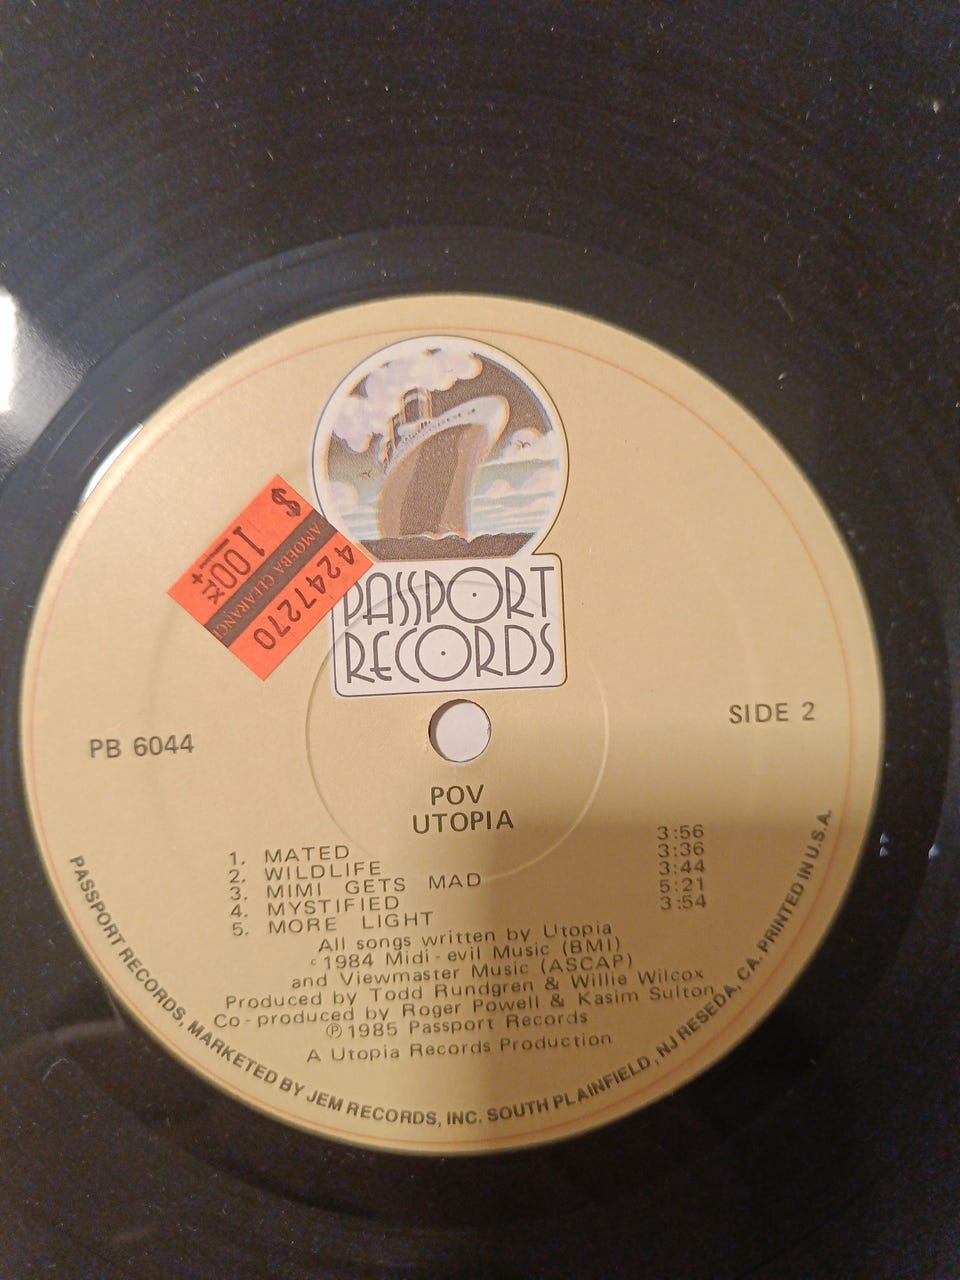 PASSPORT
RECORDS
$
100
XL+
AMOEBA CLEARANCE
4247270
PB 6044
SIDE 2
POV
UTOPIA
1. MATED 3:56
2. WILDLIFE 3:36
3. MIMI GETS MAD 3:44
4. MYSTIFIED 5:21
5. MORE LIGHT 3:54
All songs written by Utopia
c1984 Midi-evil Music (BMI)
and Viewmaster Music (ASCAP)
Produced by Todd Rundgren & Willie Wilcox
Co-produced by Roger Powell & Kasim Sulton
℗1985 Passport Records
A Utopia Records Production
PASSPORT RECORDS, MARKETED BY JEM RECORDS, INC. SOUTH PLAINFIELD, NJ RESEDA, CA. PRINTED IN U.S.A.